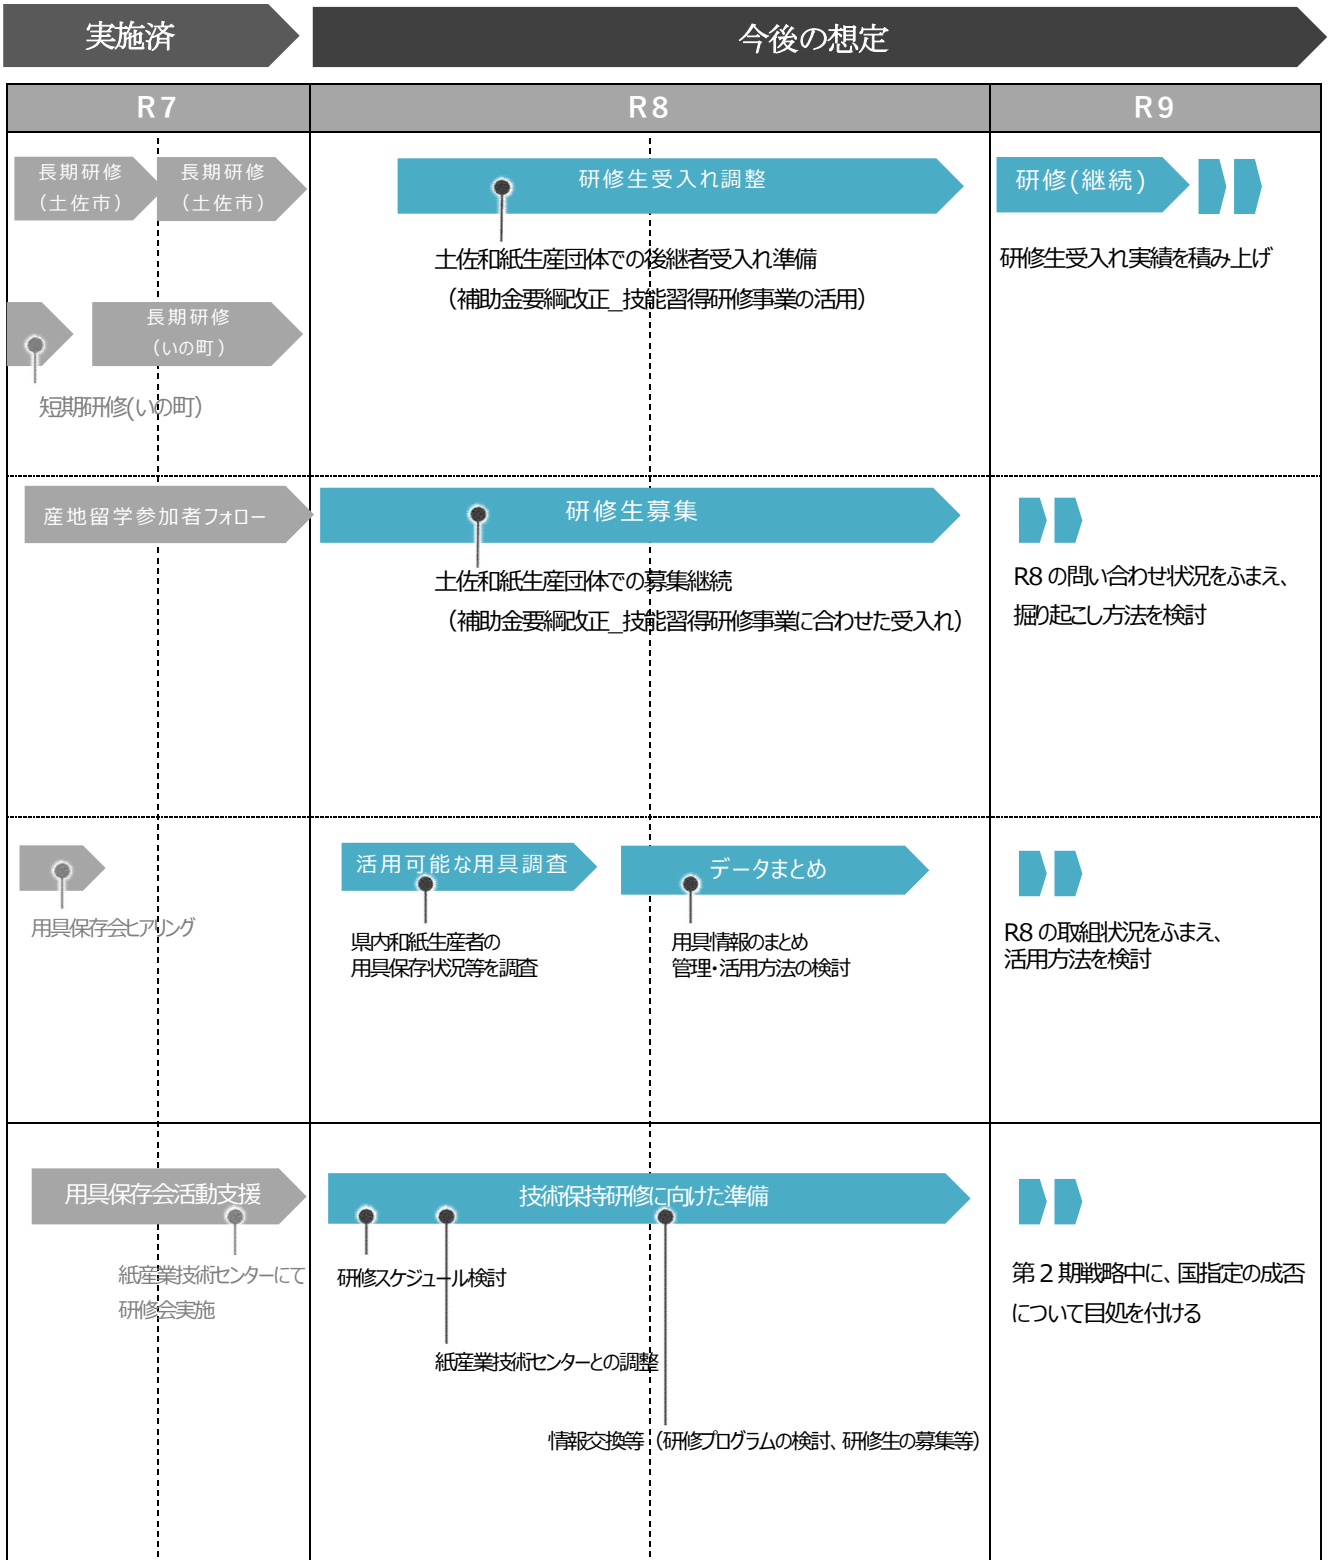 実施済
今後の想定
R7
R8
R9
長期研修
（土佐市）
長期研修
（土佐市）
研修生受入れ調整
研修(継続)
土佐和紙生産団体での後継者受入れ準備
（補助金要綱改正_技能習得研修事業の活用）
研修生受入れ実績を積み上げ
長期研修
（いの町）
短期研修(いの町)
産地留学参加者フォロー
研修生募集
土佐和紙生産団体での募集継続
（補助金要綱改正_技能習得研修事業に合わせた受入れ）
R8 の問い合わせ状況をふまえ、
掘り起こし方法を検討
活用可能な用具調査
データまとめ
用具保存会ヒアリング
県内和紙生産者の
用具保存状況等を調査
用具情報のまとめ
管理・活用方法の検討
R8 の取組状況をふまえ、
活用方法を検討
用具保存会活動支援
技術保持研修に向けた準備
紙産業技術センターにて
研修会実施
研修スケジュール検討
紙産業技術センターとの調整
情報交換等（研修プログラムの検討、研修生の募集等）
第 2 期戦略中に、国指定の成否
について目処を付ける